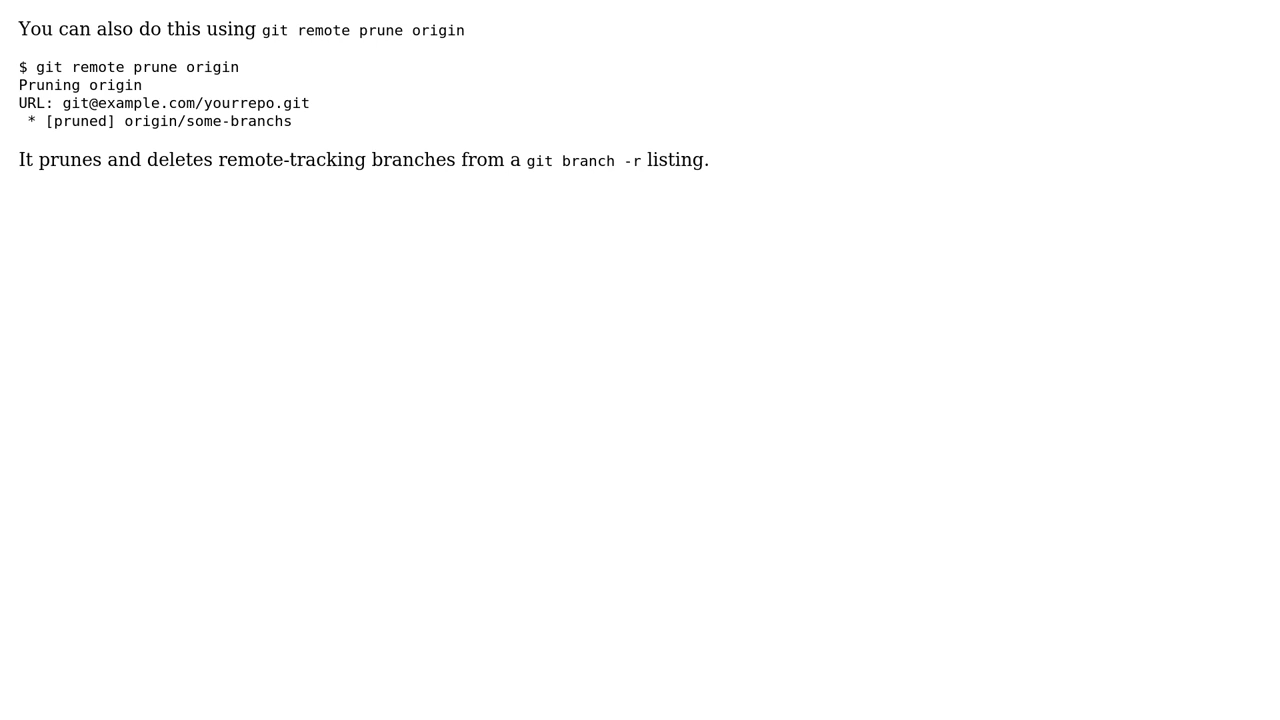 You can also do this using git remote prune origin
$ git remote prune origin
Pruning origin
URL: git@example.com/yourrepo.git
 * [pruned] origin/some-branchs
It prunes and deletes remote-tracking branches from a git branch -r listing.